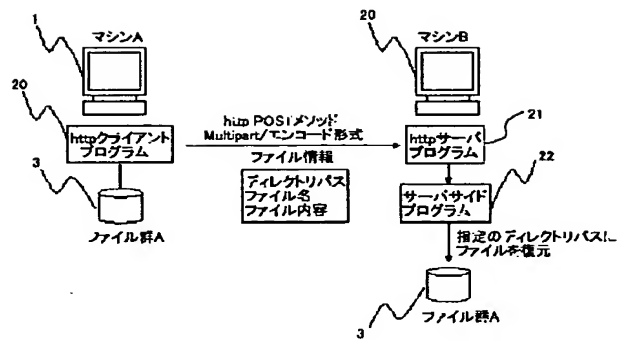 1
マシンA
20
httpクライアント
プログラム
3
ファイル群A
http POSTメソッド
Multipart/エンコード形式
ファイル情報
ディレクトリパス
ファイル名
ファイル内容
20
マシンB
httpサーバ
プログラム
21
サーバサイド
プログラム
22
指定のディレクトリパスに
ファイルを復元
3
ファイル群A